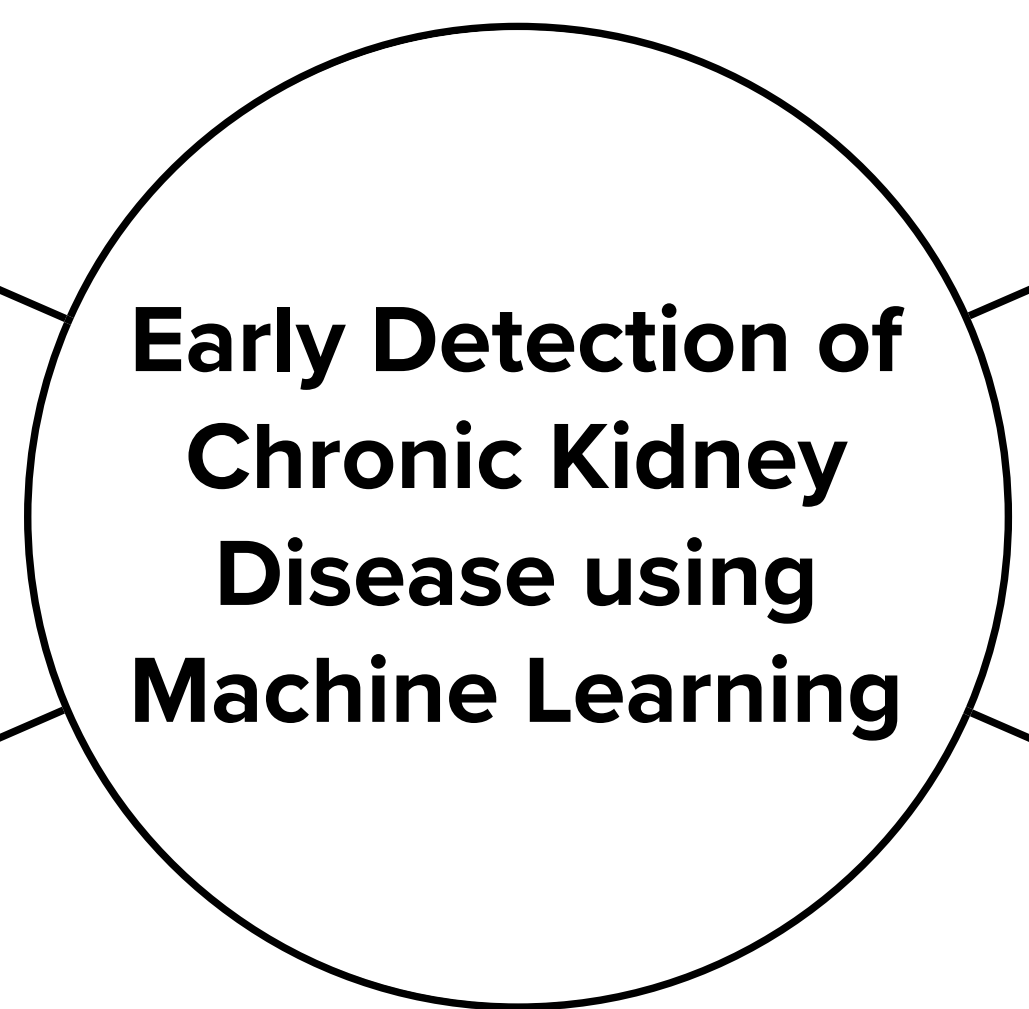 Early Detection of
Chronic Kidney
Disease using
Machine Learning